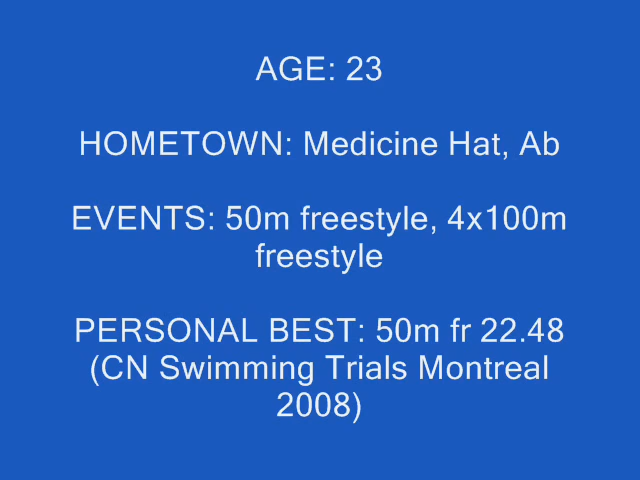 AGE: 23
HOMETOWN: Medicine Hat, Ab
EVENTS: 50m freestyle, 4x100m
freestyle
PERSONAL BEST: 50m fr 22.48
(CN Swimming Trials Montreal
2008)